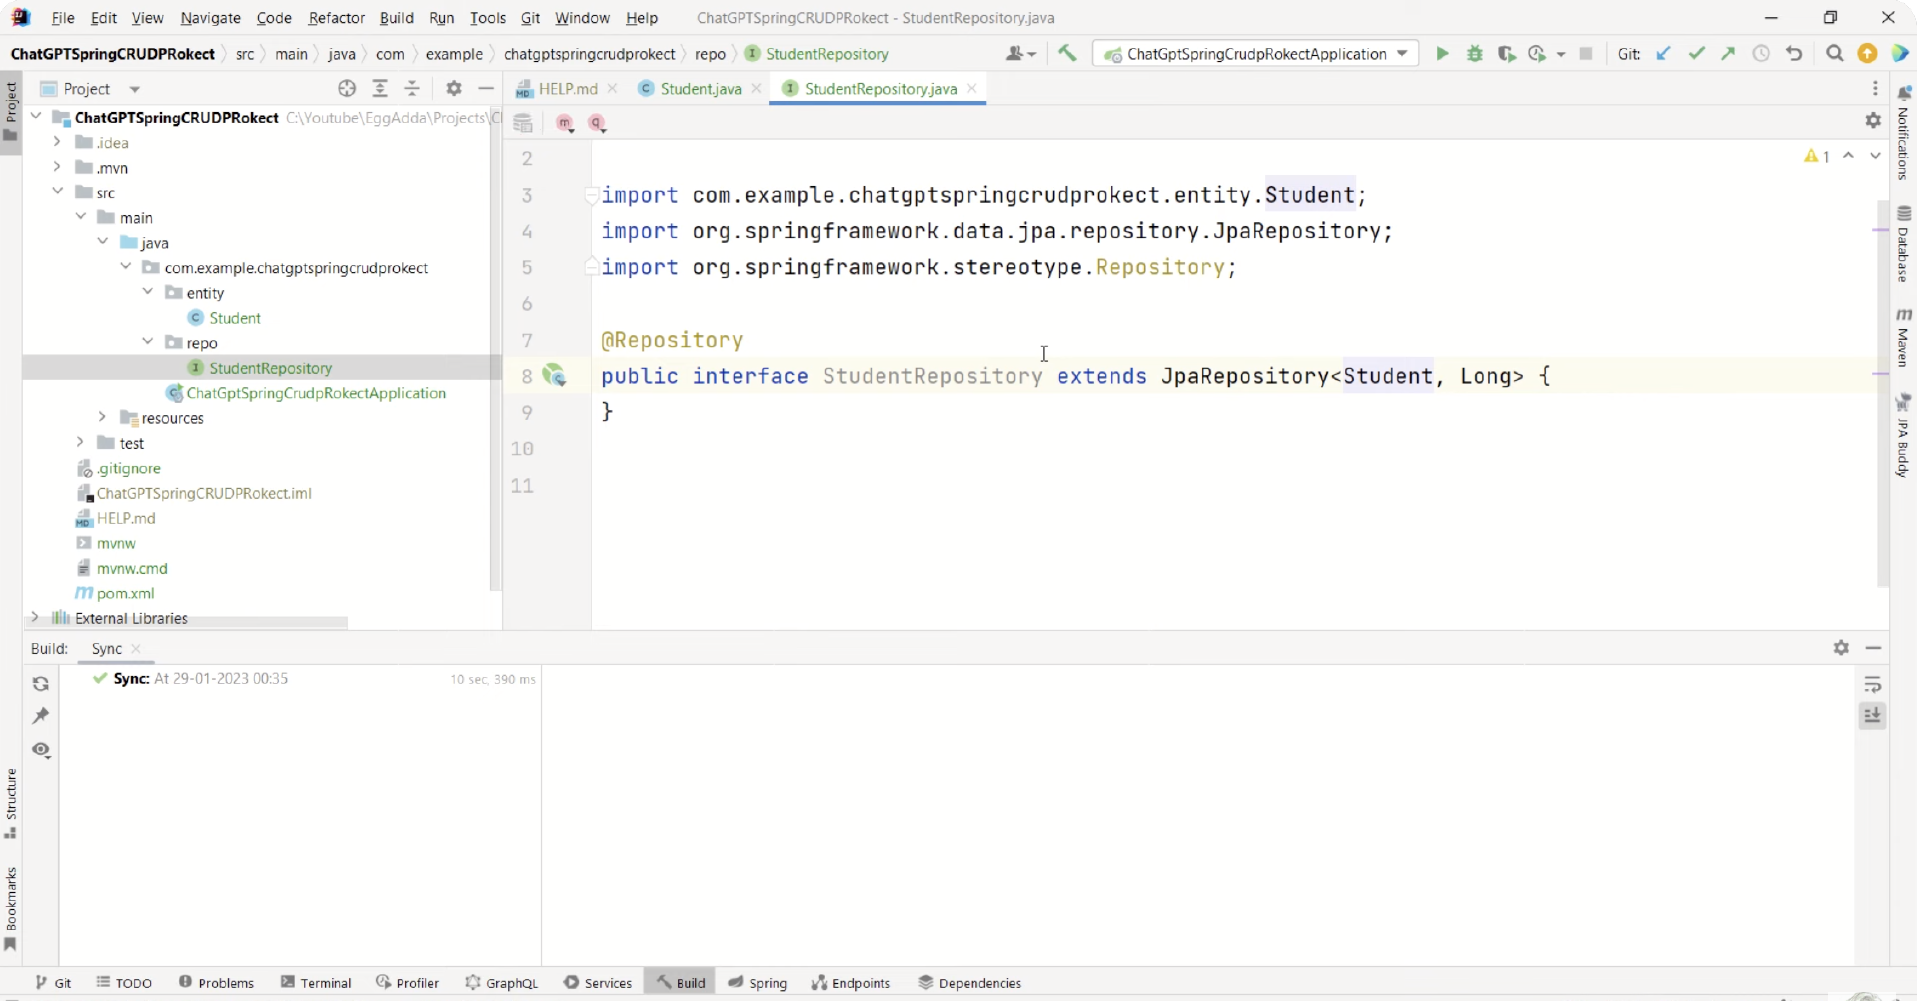 File Edit View Navigate Code Refactor Build Run Tools Git Window Help ChatGPTSpringCRUDPRokect - StudentRepository.java
ChatGPTSpringCRUDPRokect src main java com example chatgptspringcrudprokect repo StudentRepository ChatGptSpringCrudpRokectApplication Git:
Project HELP.md Student.java StudentRepository.java
Project
ChatGPTSpringCRUDPRokect C:\Youtube\EggAdda\Projects\C
.idea
.mvn
src
main
java
com.example.chatgptspringcrudprokect
entity
Student
repo
StudentRepository
ChatGptSpringCrudpRokectApplication
resources
test
.gitignore
ChatGPTSpringCRUDPRokect.iml
HELP.md
mvnw
mvnw.cmd
pom.xml
External Libraries
1
2
3 import com.example.chatgptspringcrudprokect.entity.Student;
4 import org.springframework.data.jpa.repository.JpaRepository;
5 import org.springframework.stereotype.Repository;
6
7 @Repository
8 public interface StudentRepository extends JpaRepository<Student, Long> {
9 }
10
11
Notifications
Database
Maven
JPA Buddy
Build: Sync
Sync: At 29-01-2023 00:35 10 sec, 390 ms
Structure
Bookmarks
Git TODO Problems Terminal Profiler GraphQL Services Build Spring Endpoints Dependencies